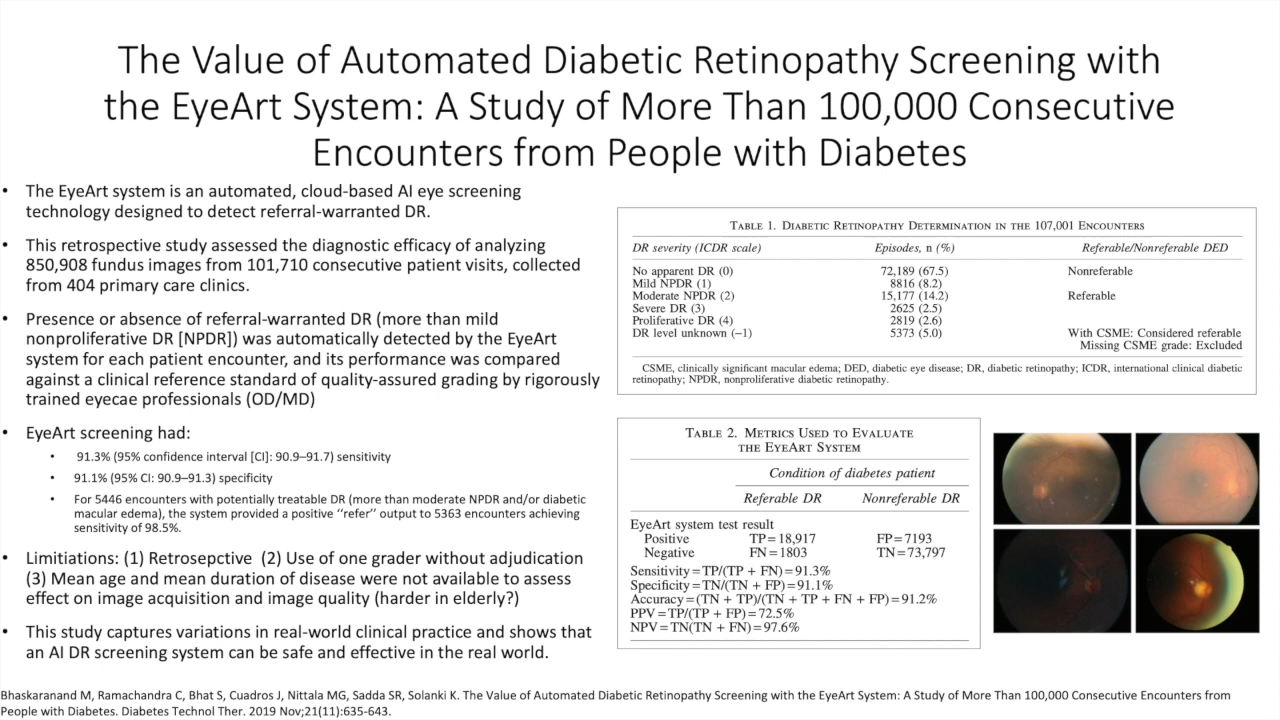 The Value of Automated Diabetic Retinopathy Screening with
the EyeArt System: A Study of More Than 100,000 Consecutive
Encounters from People with Diabetes
• The EyeArt system is an automated, cloud-based AI eye screening
technology designed to detect referral-warranted DR.
• This retrospective study assessed the diagnostic efficacy of analyzing
850,908 fundus images from 101,710 consecutive patient visits, collected
from 404 primary care clinics.
• Presence or absence of referral-warranted DR (more than mild
nonproliferative DR [NPDR]) was automatically detected by the EyeArt
system for each patient encounter, and its performance was compared
against a clinical reference standard of quality-assured grading by rigorously
trained eyecae professionals (OD/MD)
• EyeArt screening had:
• 91.3% (95% confidence interval [CI]: 90.9–91.7) sensitivity
• 91.1% (95% CI: 90.9–91.3) specificity
• For 5446 encounters with potentially treatable DR (more than moderate NPDR and/or diabetic
macular edema), the system provided a positive ‘‘refer’’ output to 5363 encounters achieving
sensitivity of 98.5%.
• Limitiations: (1) Retrosepctive (2) Use of one grader without adjudication
(3) Mean age and mean duration of disease were not available to assess
effect on image acquisition and image quality (harder in elderly?)
• This study captures variations in real-world clinical practice and shows that
an AI DR screening system can be safe and effective in the real world.
Table 1. Diabetic Retinopathy Determination in the 107,001 Encounters
DR severity (ICDR scale) Episodes, n (%) Referable/Nonreferable DED
No apparent DR (0) 72,189 (67.5) Nonreferable
Mild NPDR (1) 8816 (8.2)
Moderate NPDR (2) 15,177 (14.2) Referable
Severe DR (3) 2625 (2.5)
Proliferative DR (4) 2819 (2.6)
DR level unknown (−1) 5373 (5.0) With CSME: Considered referable
Missing CSME grade: Excluded
CSME, clinically significant macular edema; DED, diabetic eye disease; DR, diabetic retinopathy; ICDR, international clinical diabetic
retinopathy; NPDR, nonproliferative diabetic retinopathy.
Table 2. Metrics Used to Evaluate
the EyeArt System
Condition of diabetes patient
Referable DR Nonreferable DR
EyeArt system test result
Positive TP=18,917 FP=7193
Negative FN=1803 TN=73,797
Sensitivity=TP/(TP + FN)=91.3%
Specificity=TN/(TN + FP)=91.1%
Accuracy=(TN + TP)/(TN + TP + FN + FP)=91.2%
PPV=TP/(TP + FP)=72.5%
NPV=TN(TN + FN)=97.6%
Bhaskaranand M, Ramachandra C, Bhat S, Cuadros J, Nittala MG, Sadda SR, Solanki K. The Value of Automated Diabetic Retinopathy Screening with the EyeArt System: A Study of More Than 100,000 Consecutive Encounters from
People with Diabetes. Diabetes Technol Ther. 2019 Nov;21(11):635-643.